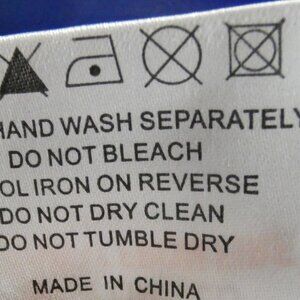 HAND WASH SEPARATELY
DO NOT BLEACH
OL IRON ON REVERSE
DO NOT DRY CLEAN
DO NOT TUMBLE DRY
MADE IN CHINA